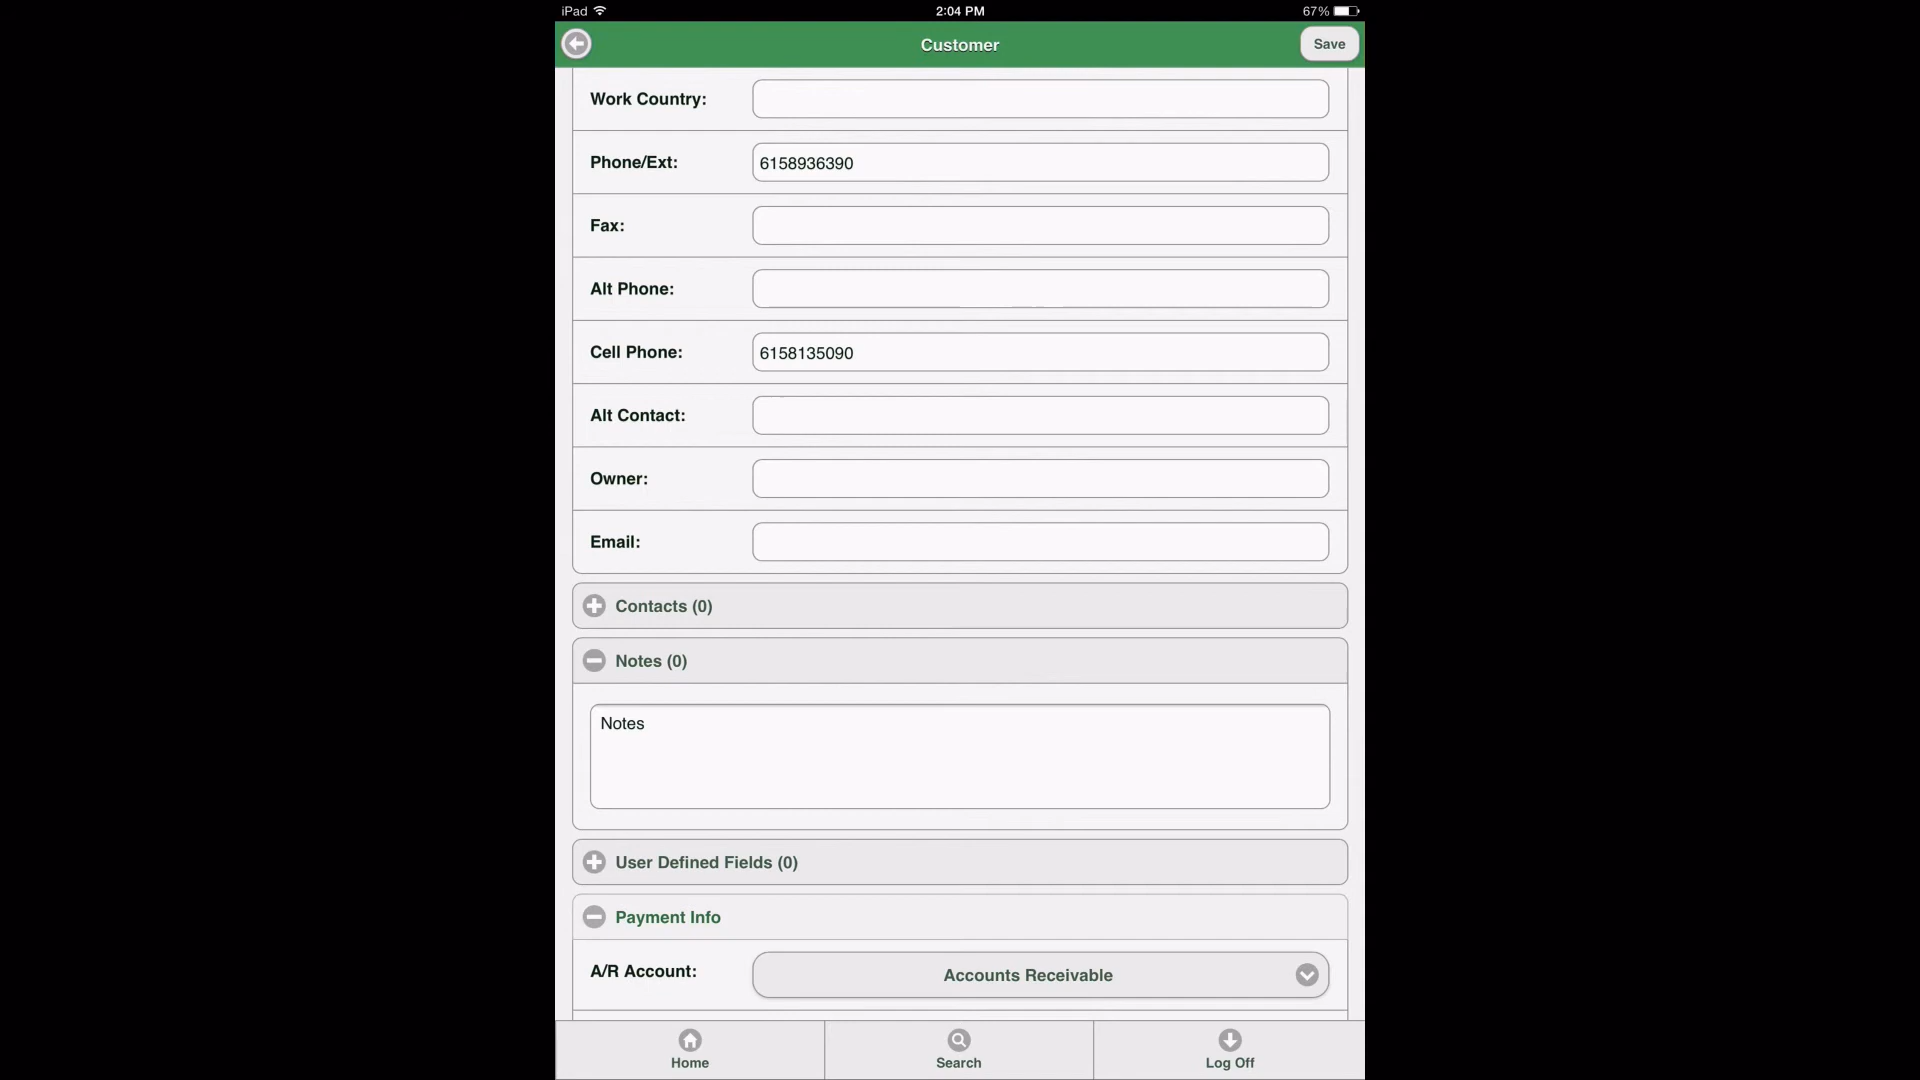 iPad 2:04 PM 67%
Customer Save
Work Country:
Phone/Ext: 6158936390
Fax:
Alt Phone:
Cell Phone: 6158135090
Alt Contact:
Owner:
Email:
Contacts (0)
Notes (0)
Notes
User Defined Fields (0)
Payment Info
A/R Account: Accounts Receivable
Home Search Log Off